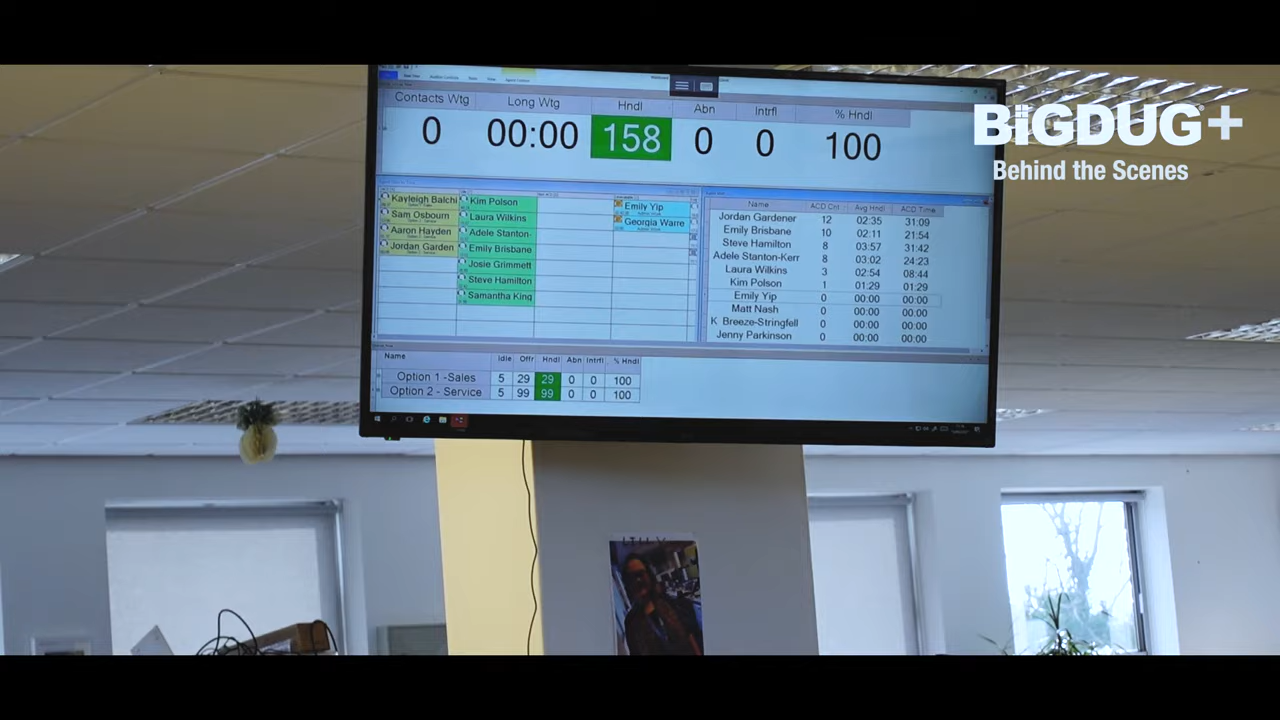 BiGDUG+
Behind the Scenes
Contacts Wtg Long Wtg Hndl Abn Intrfl % Hndl
0 00:00 158 0 0 100
Kayleigh Balchi Kim Polson Emily Yip
Sam Osbourn Laura Wilkins Georgia Warre
Aaron Hayden Adele Stanton-
Jordan Garden Emily Brisbane
Josie Grimmett
Steve Hamilton
Samantha King
Name ACD Cnt Avg Hndl ACD Time
Jordan Gardener 12 02:35 31:09
Emily Brisbane 10 02:11 21:54
Steve Hamilton 8 03:57 31:42
Adele Stanton-Kerr 8 03:02 24:23
Laura Wilkins 3 02:54 08:44
Kim Polson 1 01:29 01:29
Emily Yip 0 00:00 00:00
Matt Nash 0 00:00 00:00
K Breeze-Stringfell 0 00:00 00:00
Jenny Parkinson 0 00:00 00:00
Name Idle Offr Hndl Abn Intrfl % Hndl
Option 1 -Sales 5 29 29 0 0 100
Option 2 - Service 5 99 99 0 0 100